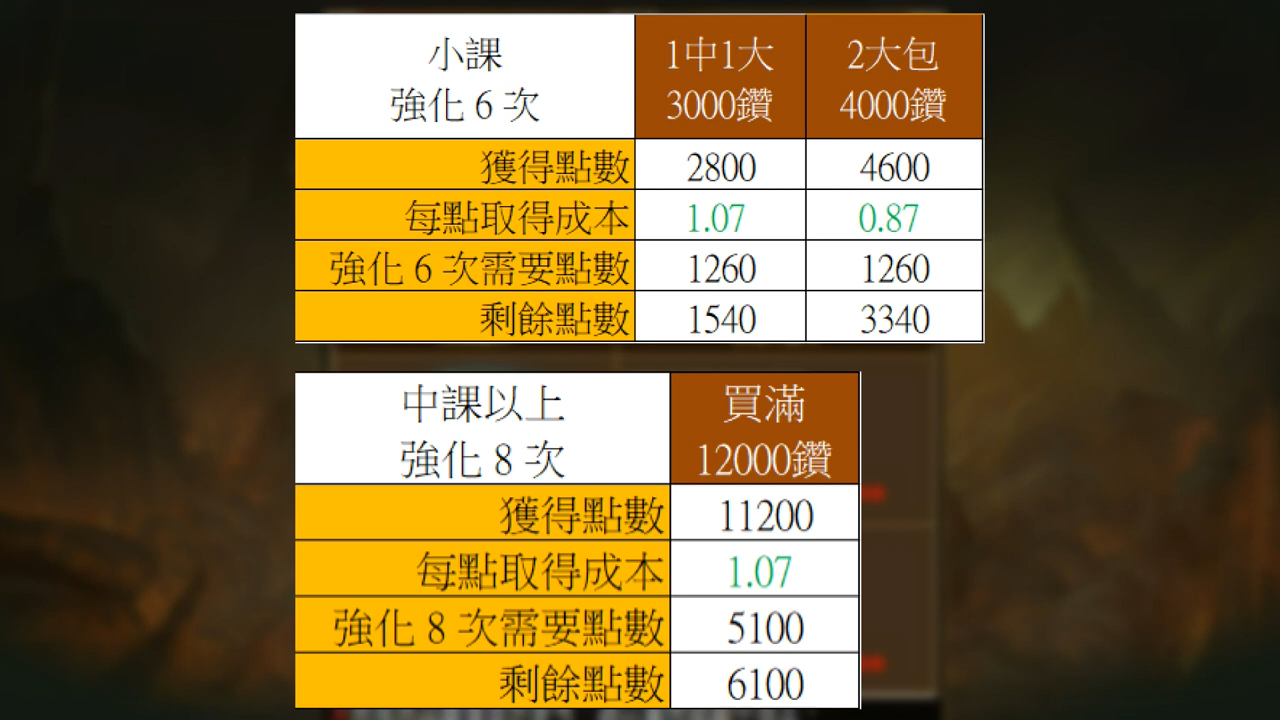 小課
強化 6 次
1中1大
3000鑽
2大包
4000鑽
獲得點數 2800 4600
每點取得成本 1.07 0.87
強化 6 次需要點數 1260 1260
剩餘點數 1540 3340
中課以上
強化 8 次
買滿
12000鑽
獲得點數 11200
每點取得成本 1.07
強化 8 次需要點數 5100
剩餘點數 6100